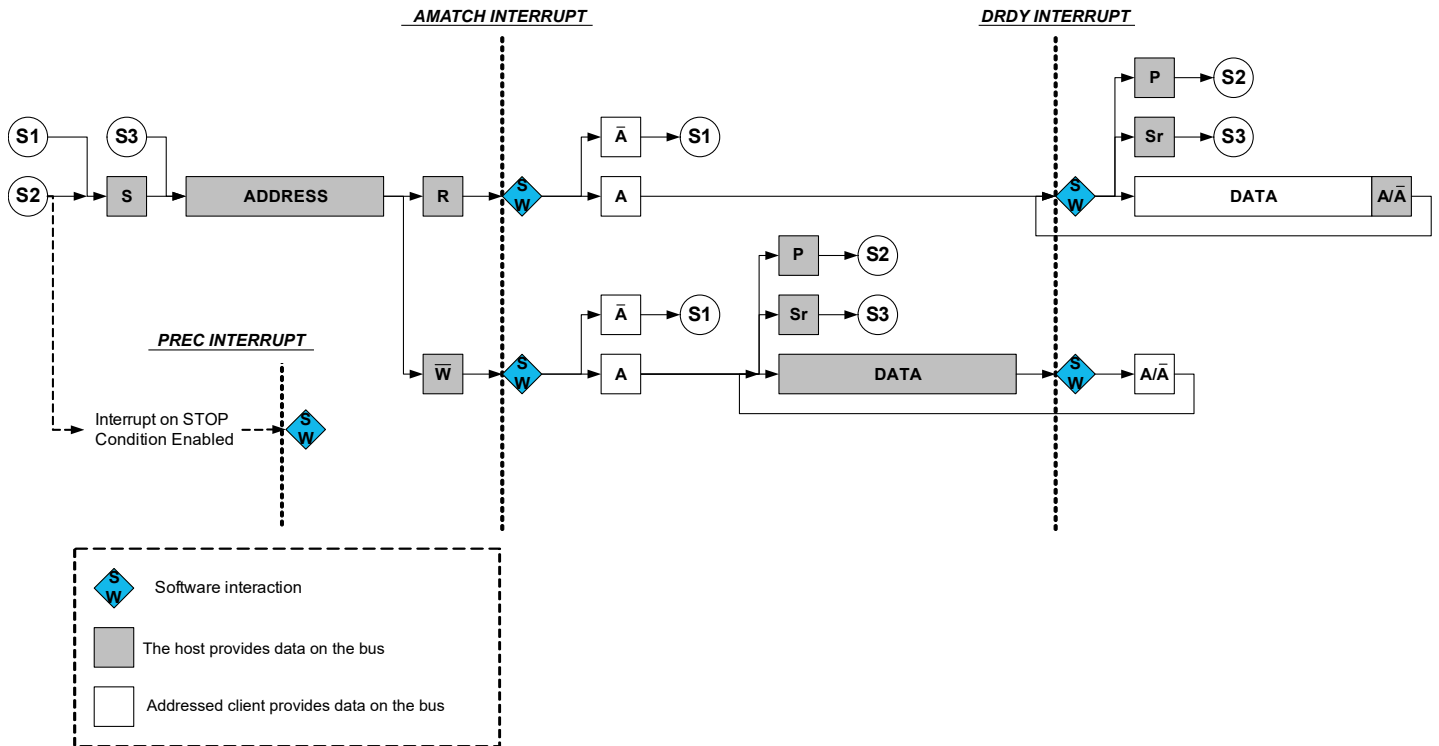 AMATCH INTERRUPT
DRDY INTERRUPT
P
S2
S1
S3
A̅
S1
Sr
S3
S2
S
ADDRESS
R
S
W
A
S
W
DATA
A/A̅
P
S2
A̅
S1
Sr
S3
PREC INTERRUPT
W̅
S
W
A
DATA
S
W
A/A̅
Interrupt on STOP
Condition Enabled
S
W
S
W
Software interaction
The host provides data on the bus
Addressed client provides data on the bus